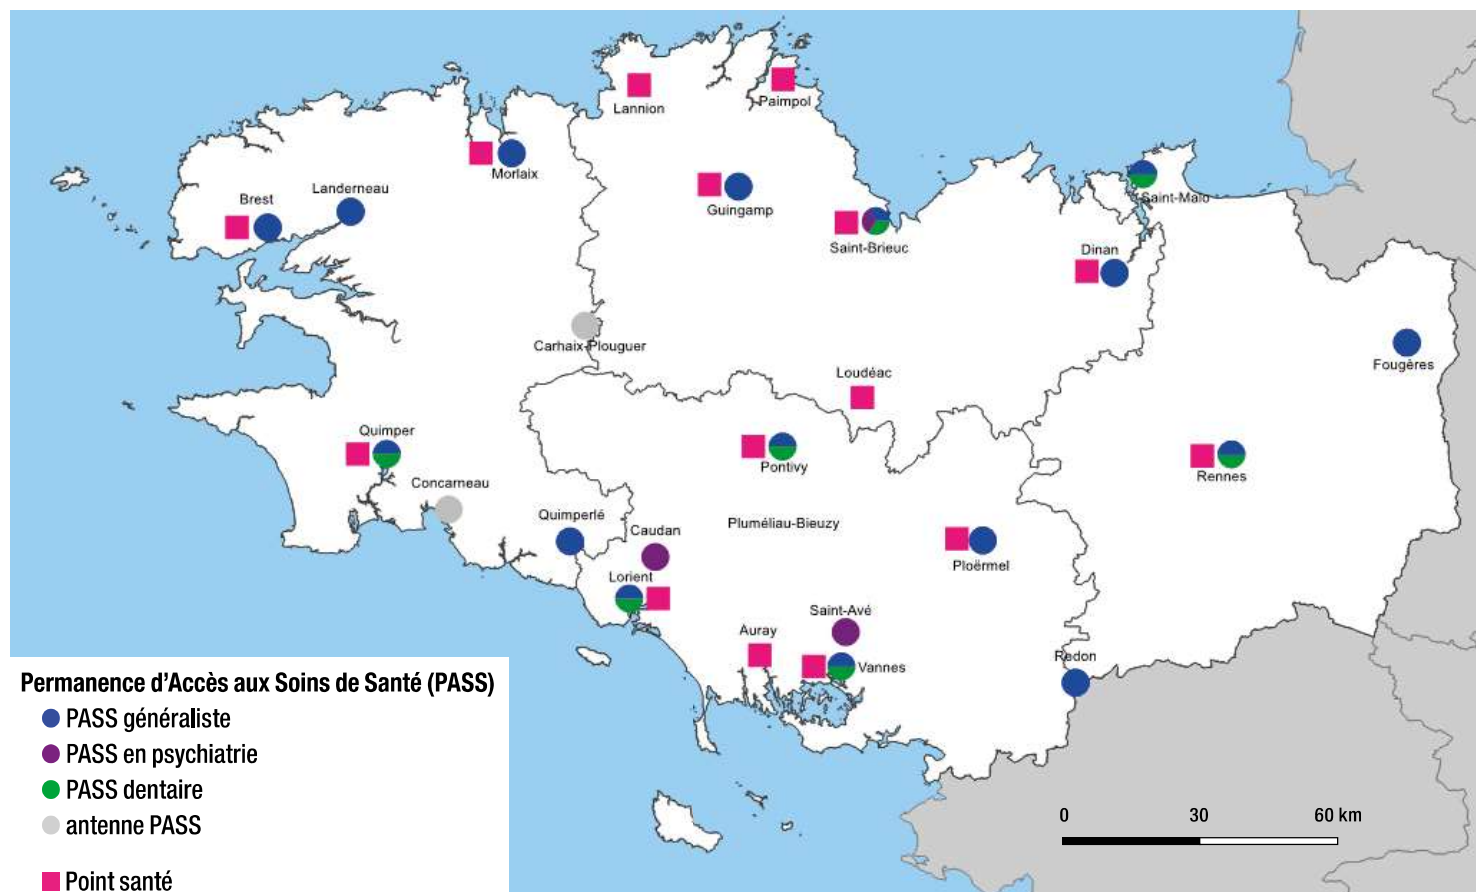 Lannion
Paimpol
Morlaix
Brest
Landerneau
Guingamp
Saint-Malo
Saint-Brieuc
Dinan
Carhaix-Plouguer
Fougères
Loudéac
Quimper
Pontivy
Rennes
Concarneau
Quimperlé
Pluméliau-Bieuzy
Caudan
Ploërmel
Lorient
Saint-Avé
Auray
Vannes
Redon
Permanence d'Accès aux Soins de Santé (PASS)
PASS généraliste
PASS en psychiatrie
PASS dentaire
antenne PASS
Point santé
0 30 60 km